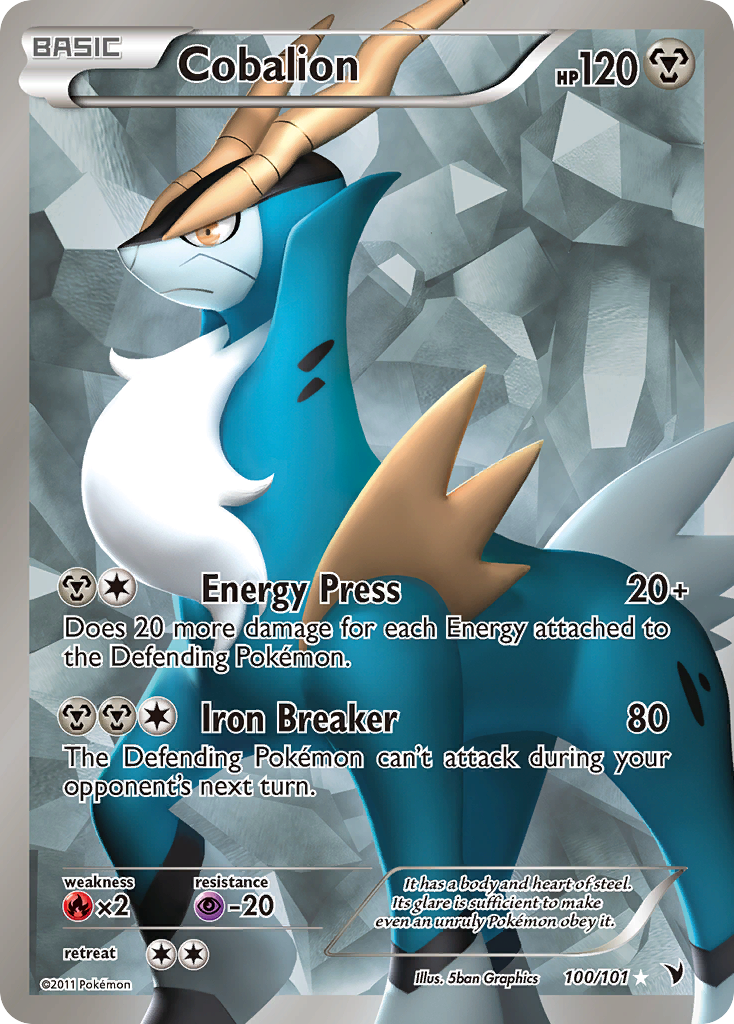 BASIC
Cobalion
HP120
Energy Press 20+
Does 20 more damage for each Energy attached to
the Defending Pokémon.
Iron Breaker 80
The Defending Pokémon can't attack during your
opponent's next turn.
weakness resistance
×2 -20
It has a body and heart of steel.
Its glare is sufficient to make
even an unruly Pokémon obey it.
retreat
©2011 Pokémon
Illus. 5ban Graphics 100/101